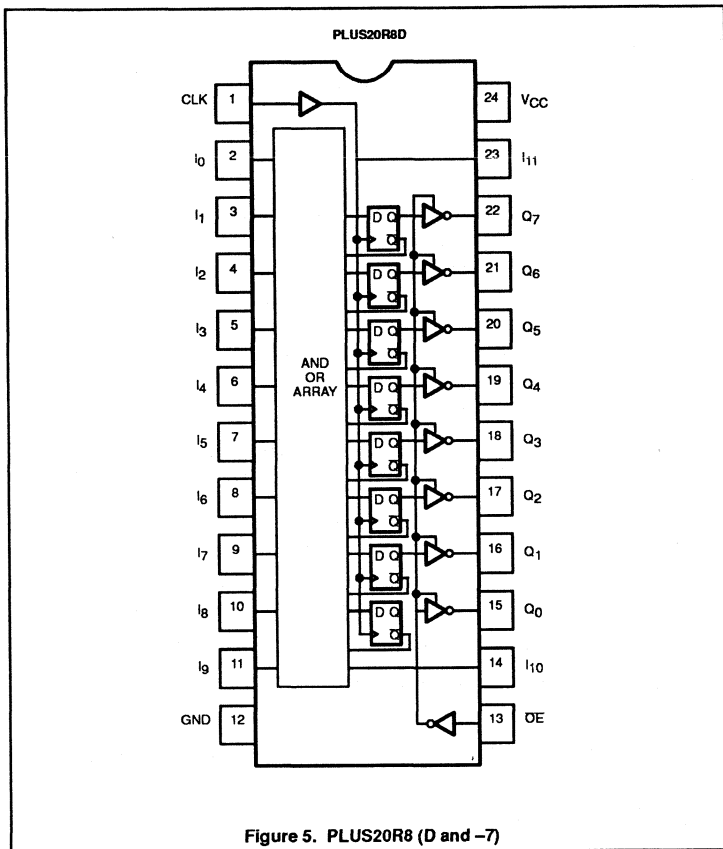 PLUS20R8D
CLK 1 24 VCC
I0 2 23 I11
I1 3 D Q Q̅ 22 Q7
I2 4 D Q Q̅ 21 Q6
I3 5 D Q Q̅ 20 Q5
AND
OR
ARRAY
I4 6 D Q Q̅ 19 Q4
I5 7 D Q Q̅ 18 Q3
I6 8 D Q Q̅ 17 Q2
I7 9 D Q Q̅ 16 Q1
I8 10 D Q Q̅ 15 Q0
I9 11 14 I10
GND 12 13 O̅E̅
Figure 5. PLUS20R8 (D and –7)